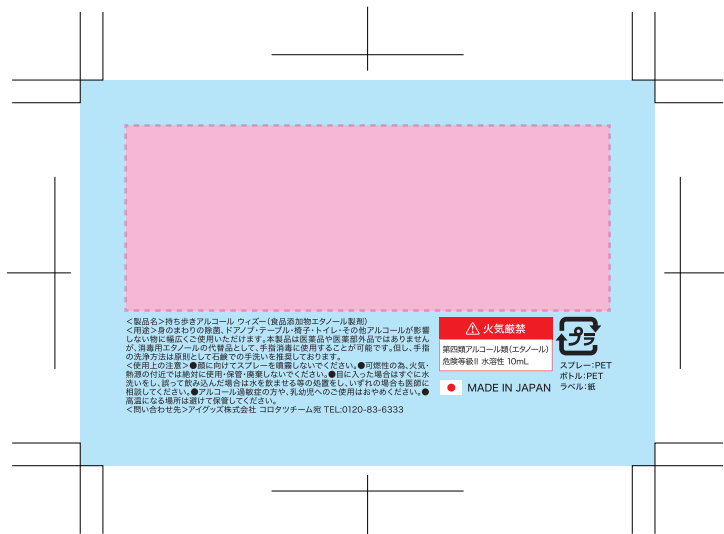 <製品名>持ち歩きアルコール ウィズー(食品添加物エタノール製剤)
<用途>身のまわりの除菌、ドアノブ・テーブル・椅子・トイレ・その他アルコールが影響
しない物に幅広くご使用いただけます。本製品は医薬品や医薬部外品ではありません
が、消毒用エタノールの代替品として、手指消毒に使用することが可能です。但し、手指
の洗浄方法は原則として石鹸での手洗いを推奨しております。
<使用上の注意>●顔に向けてスプレーを噴霧しないでください。●可燃性の為、火気・
熱源の付近では絶対に使用・保管・廃棄しないでください。●目に入った場合はすぐに水
洗いをし、誤って飲み込んだ場合は水を飲ませる等の処置をし、いずれの場合も医師に
相談してください。●アルコール過敏症の方や、乳幼児へのご使用はおやめください。●
高温になる場所は避けて保管してください。
<問い合わせ先>アイグッズ株式会社 コロタツチーム宛 TEL:0120-83-6333
火気厳禁
第四類アルコール類(エタノール)
危険等級II 水溶性 10mL
MADE IN JAPAN
プラ
スプレー:PET
ボトル:PET
ラベル:紙